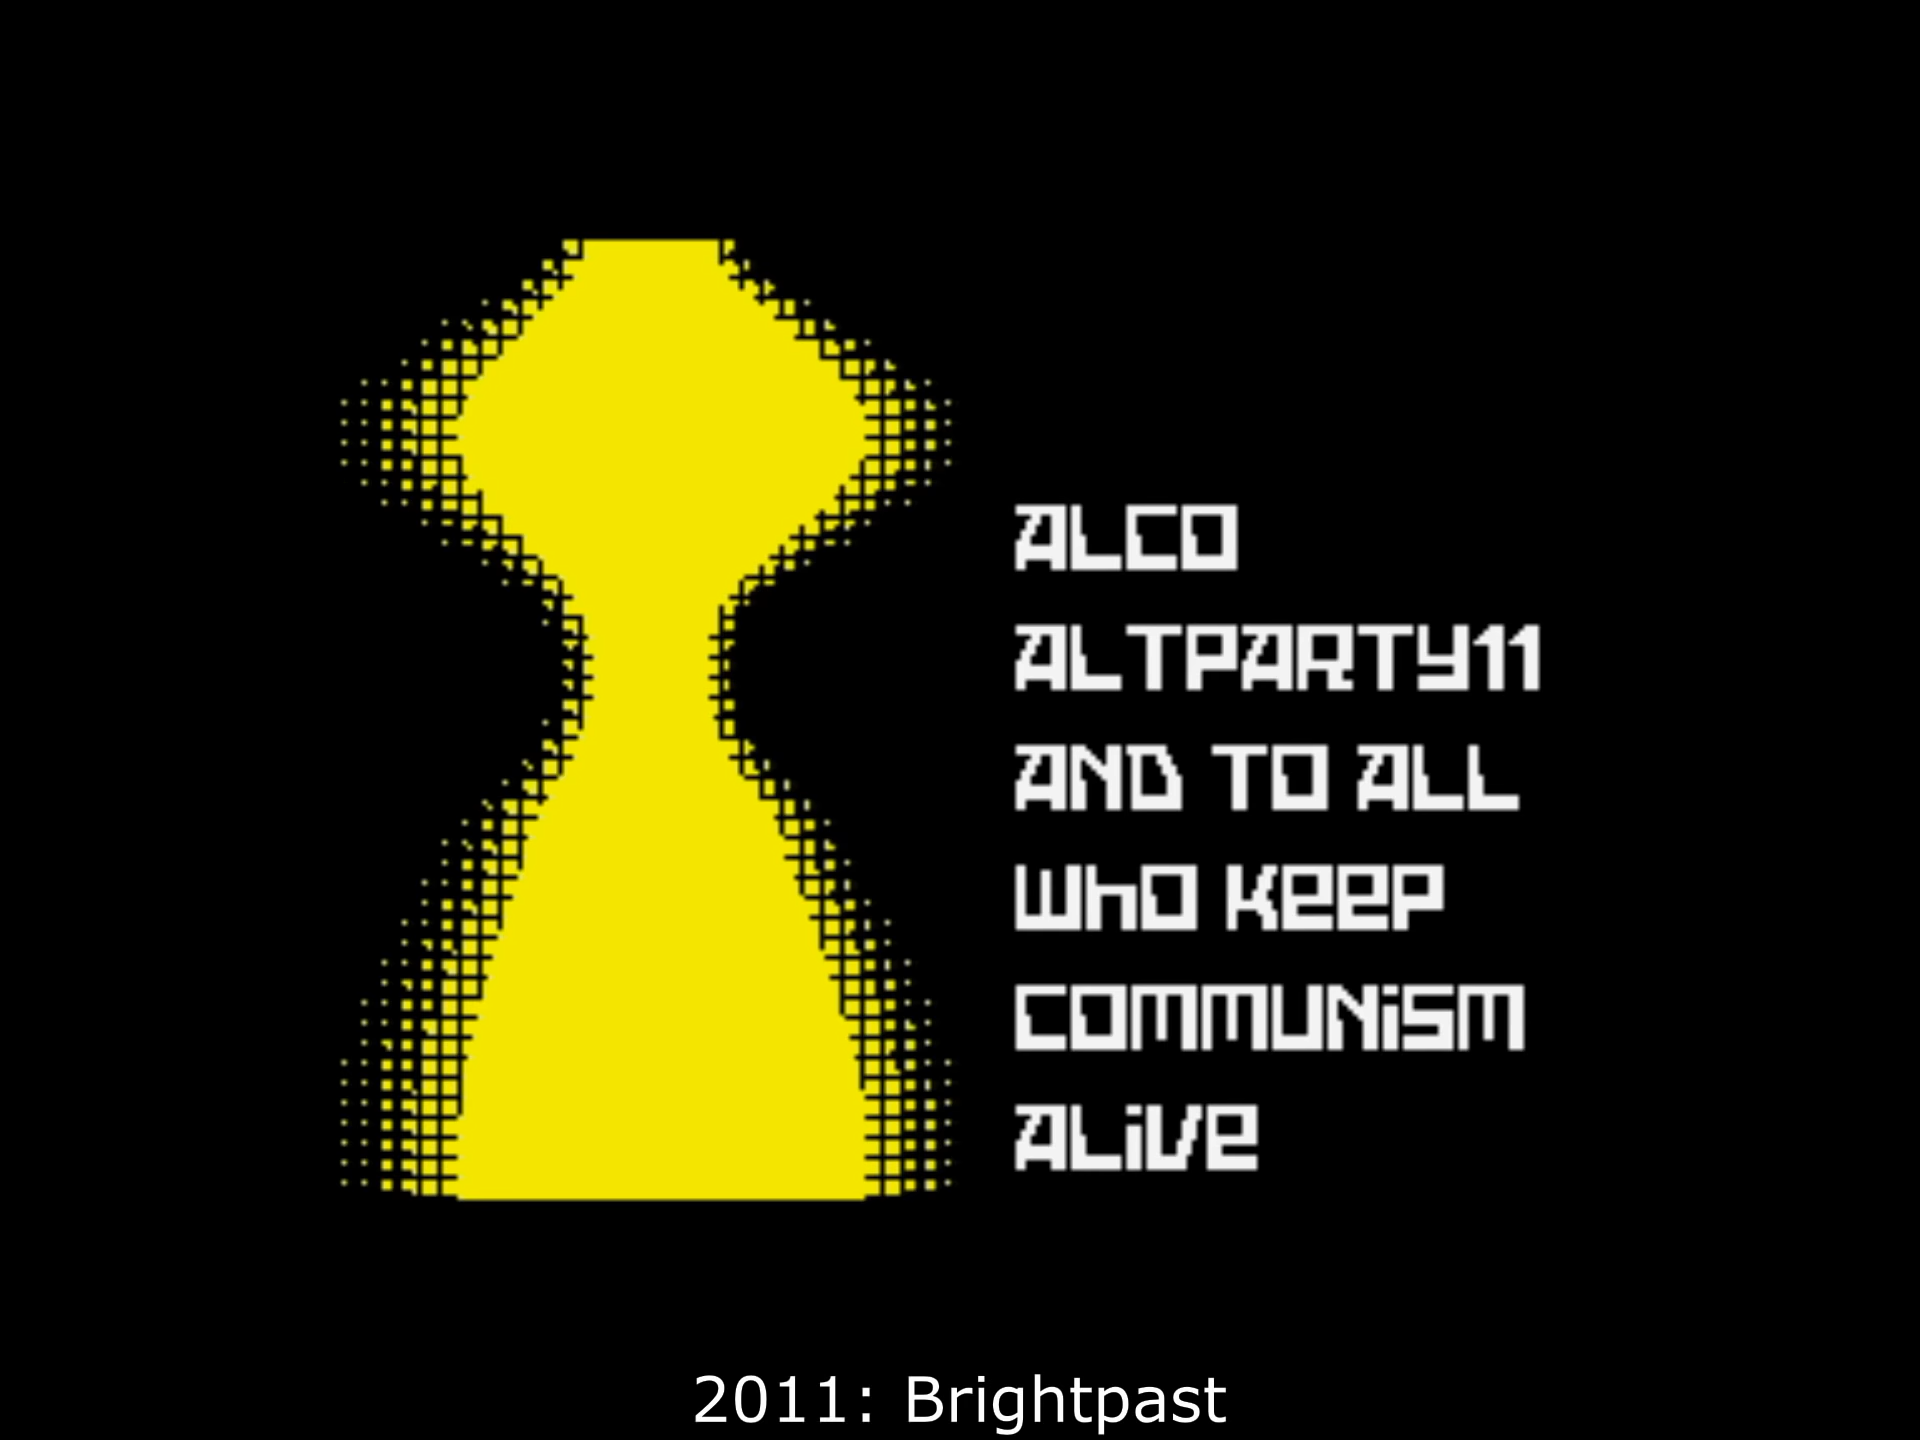 ALCO
ALTPARTY11
AND TO ALL
WhO KeeP
COMMUNiSM
ALiVe
2011: Brightpast